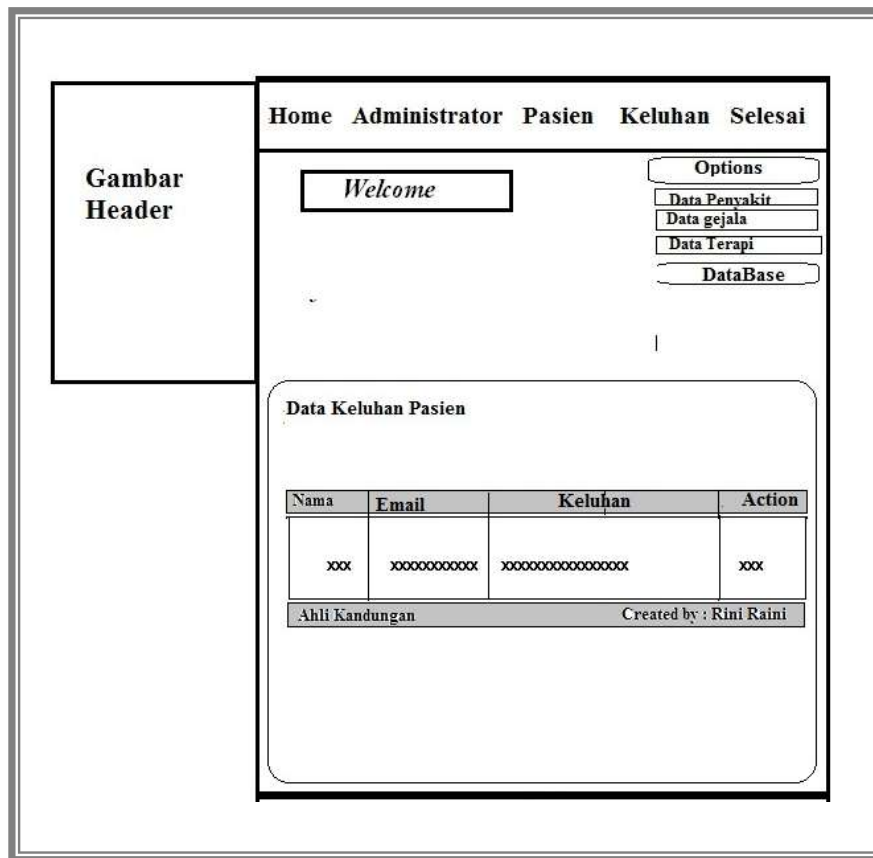 Home Administrator Pasien Keluhan Selesai
Gambar
Header
Welcome
Options
Data Penyakit
Data gejala
Data Terapi
DataBase
Data Keluhan Pasien
Nama Email Keluhan Action
xxx xxxxxxxxxxx xxxxxxxxxxxxxxxx xxx
Ahli Kandungan Created by : Rini Raini